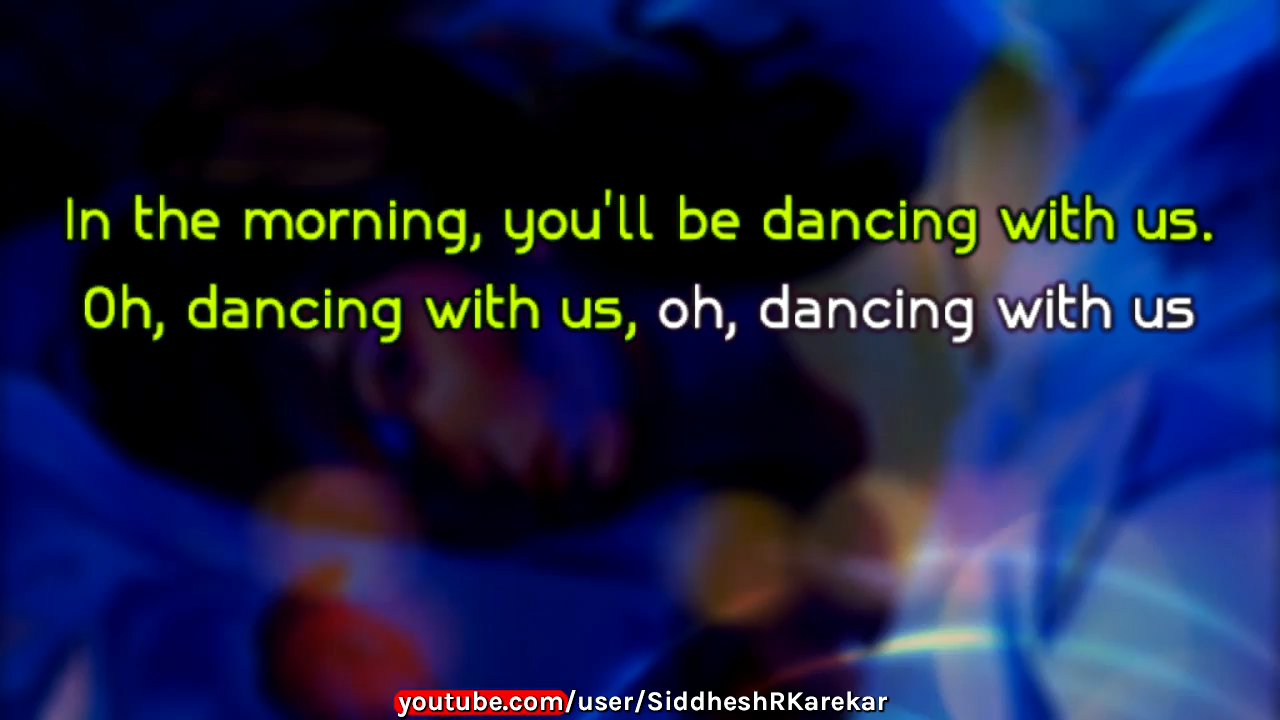 In the morning, you'll be dancing with us.
Oh, dancing with us, oh, dancing with us
youtube.com/user/SiddheshRKarekar